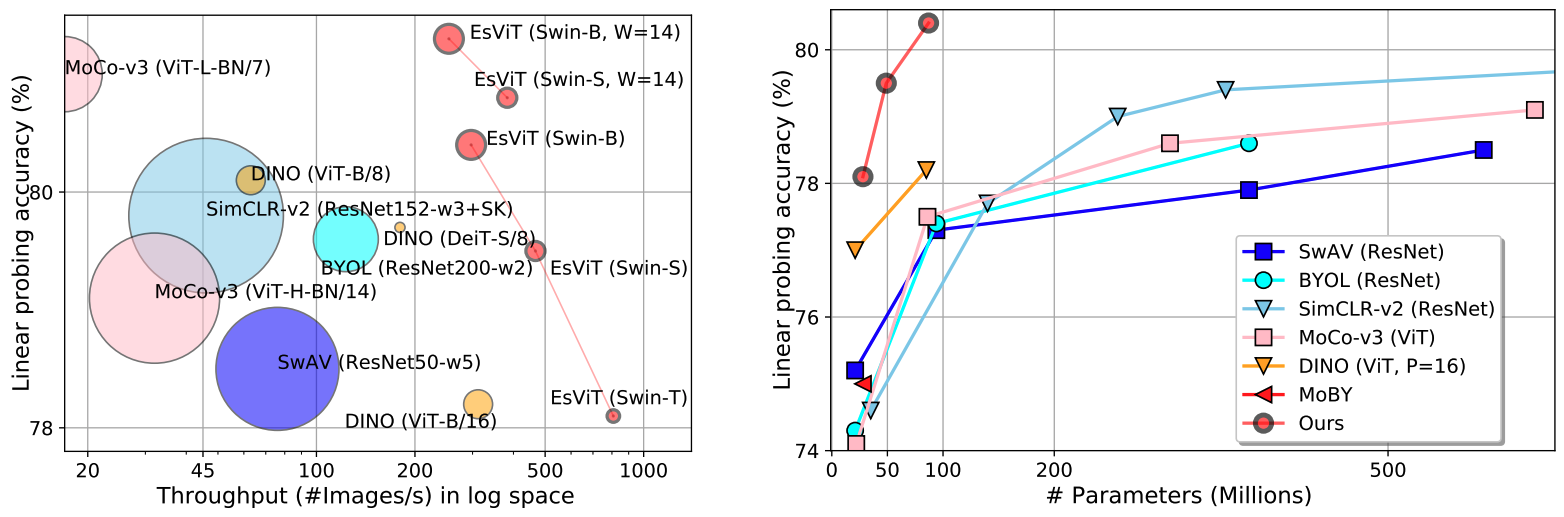 EsViT (Swin-B, W=14)
MoCo-v3 (ViT-L-BN/7)
EsViT (Swin-S, W=14)
EsViT (Swin-B)
DINO (ViT-B/8)
SimCLR-v2 (ResNet152-w3+SK)
DINO (DeiT-S/8)
BYOL (ResNet200-w2)
EsViT (Swin-S)
MoCo-v3 (ViT-H-BN/14)
SwAV (ResNet50-w5)
EsViT (Swin-T)
DINO (ViT-B/16)
Linear probing accuracy (%)
80
78
20 45 100 200 500 1000
Throughput (#Images/s) in log space
Linear probing accuracy (%)
80
78
76
74
SwAV (ResNet)
BYOL (ResNet)
SimCLR-v2 (ResNet)
MoCo-v3 (ViT)
DINO (ViT, P=16)
MoBY
Ours
0 50 100 200 500
# Parameters (Millions)